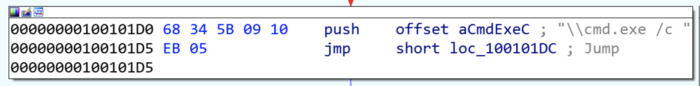 00000000100101D0 68 34 5B 09 10 push offset aCmdExeC ; "\\cmd.exe /c "
00000000100101D5 EB 05 jmp short loc_100101DC ; Jump
00000000100101D5